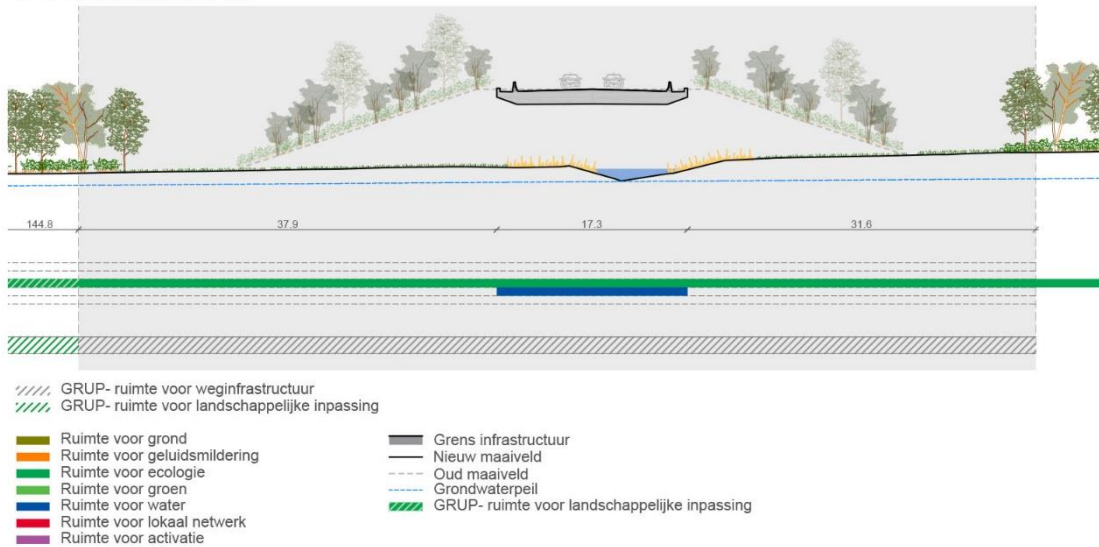 144.8 37.9 17.3 31.6
GRUP- ruimte voor weginfrastructuur
GRUP- ruimte voor landschappelijke inpassing
Ruimte voor grond
Ruimte voor geluidsmildering
Ruimte voor ecologie
Ruimte voor groen
Ruimte voor water
Ruimte voor lokaal netwerk
Ruimte voor activatie
Grens infrastructuur
Nieuw maaiveld
Oud maaiveld
Grondwaterpeil
GRUP- ruimte voor landschappelijke inpassing